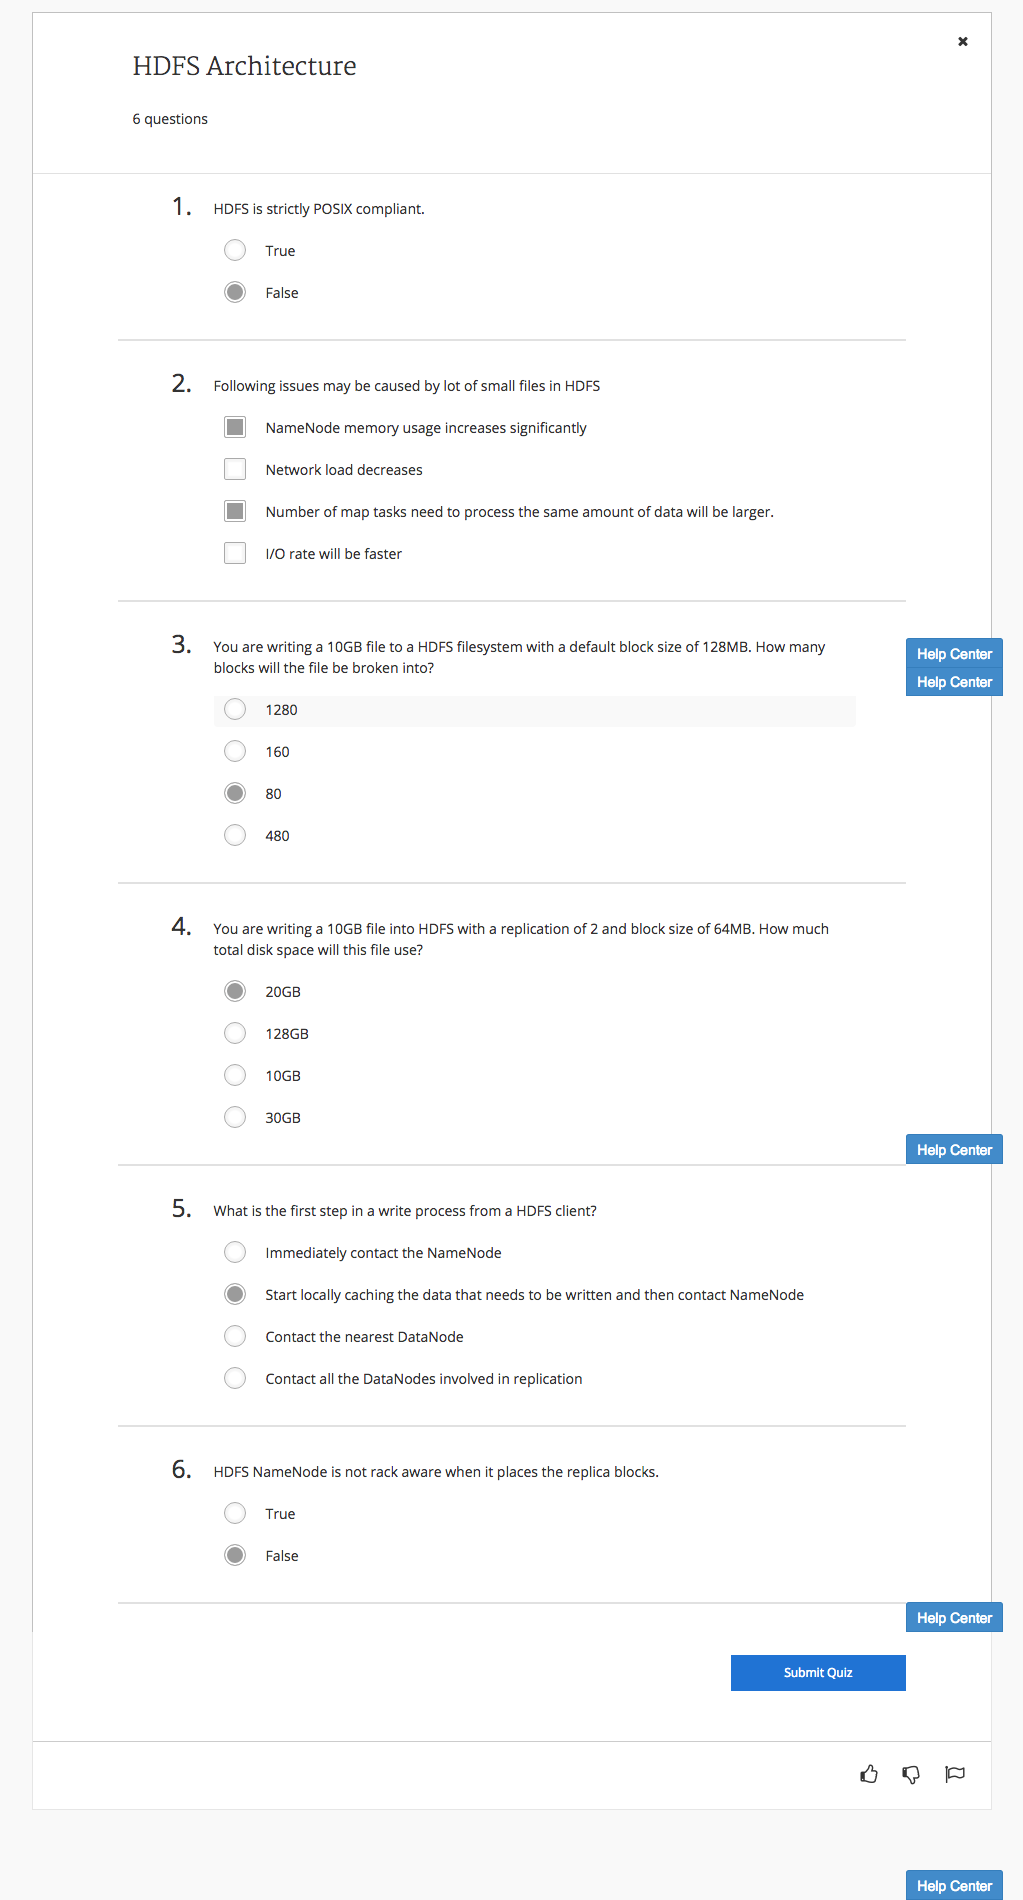 HDFS Architecture
6 questions
1.
HDFS is strictly POSIX compliant.
True
False
2.
Following issues may be caused by lot of small files in HDFS
NameNode memory usage increases significantly
Network load decreases
Number of map tasks need to process the same amount of data will be larger.
I/O rate will be faster
3.
You are writing a 10GB file to a HDFS filesystem with a default block size of 128MB. How many
blocks will the file be broken into?
Help Center
Help Center
1280
160
80
480
4.
You are writing a 10GB file into HDFS with a replication of 2 and block size of 64MB. How much
total disk space will this file use?
20GB
128GB
10GB
30GB
Help Center
5.
What is the first step in a write process from a HDFS client?
Immediately contact the NameNode
Start locally caching the data that needs to be written and then contact NameNode
Contact the nearest DataNode
Contact all the DataNodes involved in replication
6.
HDFS NameNode is not rack aware when it places the replica blocks.
True
False
Help Center
Submit Quiz
Help Center